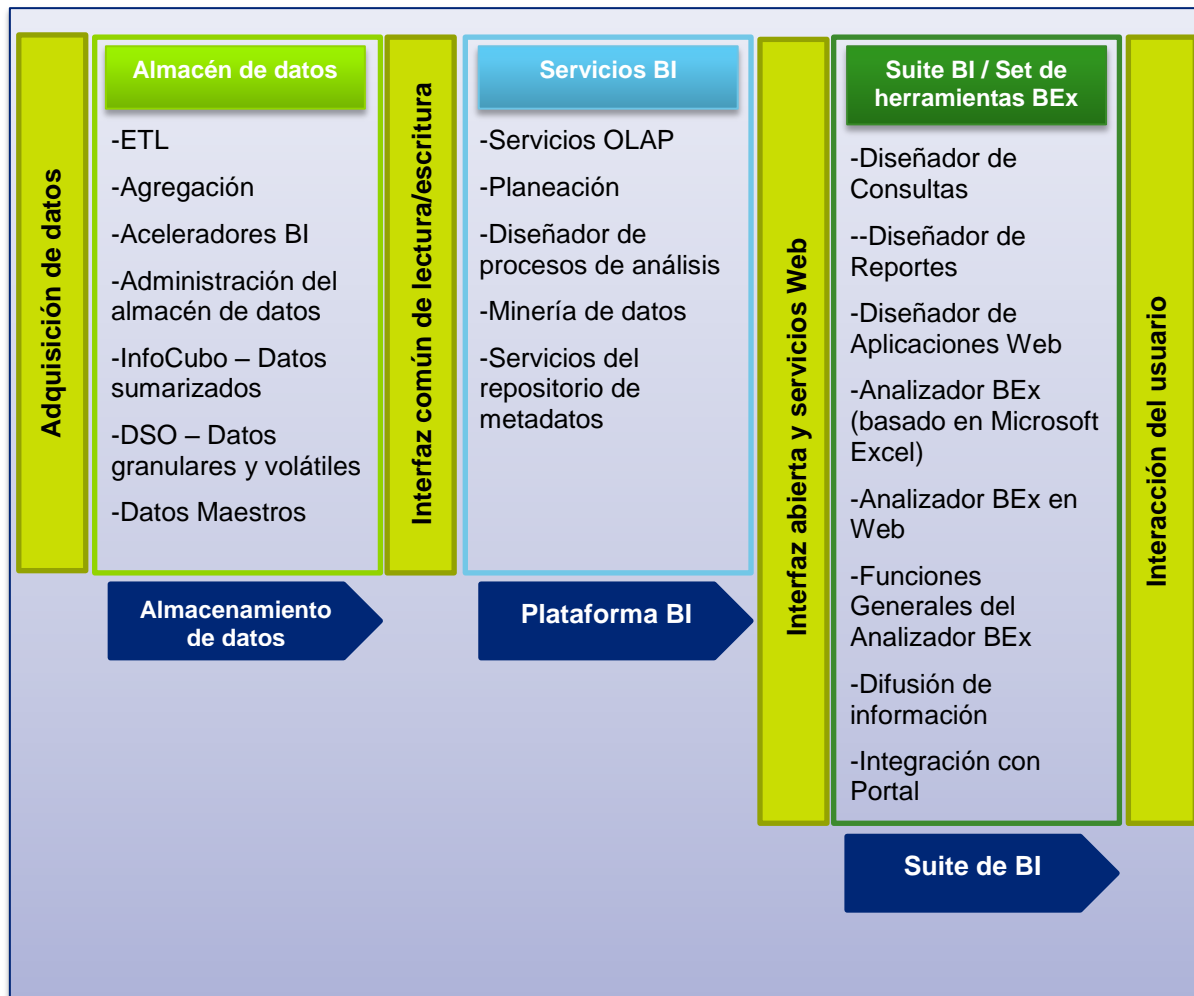 Adquisición de datos
Almacén de datos
-ETL
-Agregación
-Aceleradores BI
-Administración del
almacén de datos
-InfoCubo – Datos
sumarizados
-DSO – Datos
granulares y volátiles
-Datos Maestros
Almacenamiento
de datos
Interfaz común de lectura/escritura
Servicios BI
-Servicios OLAP
-Planeación
-Diseñador de
procesos de análisis
-Minería de datos
-Servicios del
repositorio de
metadatos
Plataforma BI
Interfaz abierta y servicios Web
Suite BI / Set de
herramientas BEx
-Diseñador de
Consultas
--Diseñador de
Reportes
-Diseñador de
Aplicaciones Web
-Analizador BEx
(basado en Microsoft
Excel)
-Analizador BEx en
Web
-Funciones
Generales del
Analizador BEx
-Difusión de
información
-Integración con
Portal
Suite de BI
Interacción del usuario